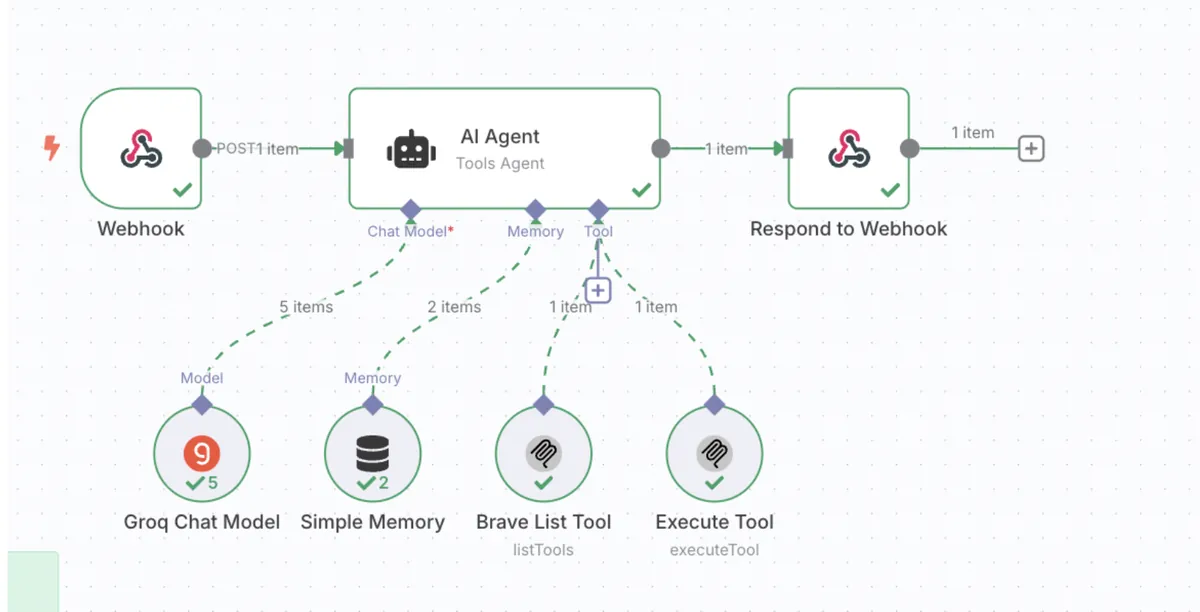 POST
1 item
AI Agent
Tools Agent
1 item
1 item
Webhook
Chat Model*
Memory
Tool
Respond to Webhook
5 items
2 items
1 item
1 item
Model
Memory
5
2
Groq Chat Model
Simple Memory
Brave List Tool
Execute Tool
listTools
executeTool